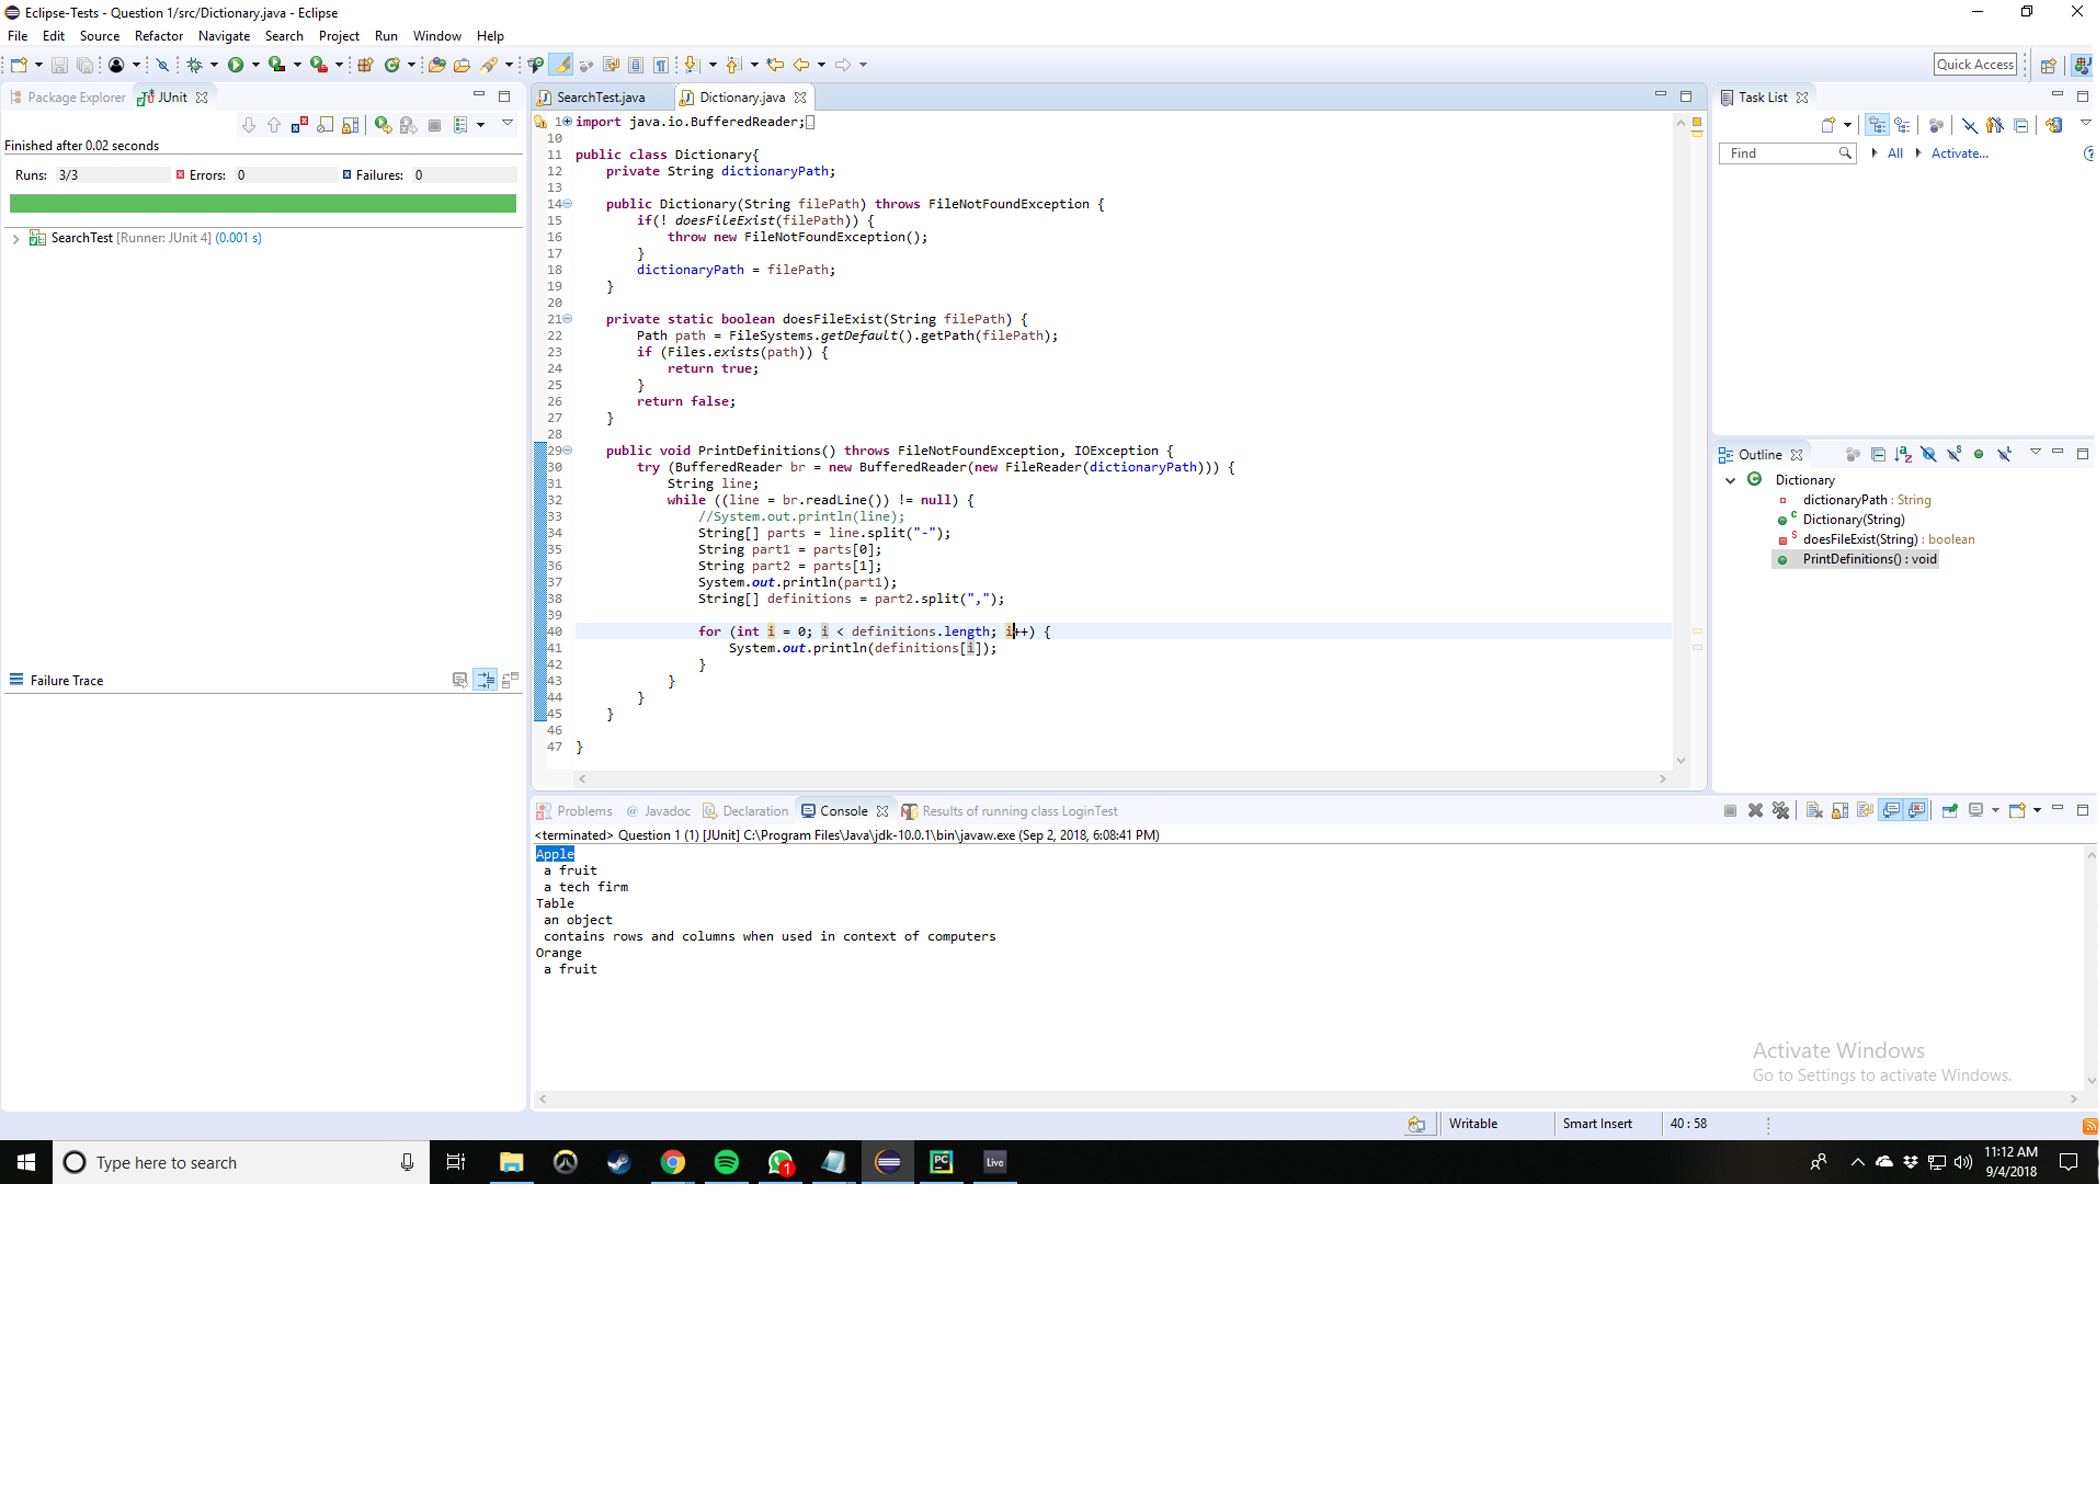 Eclipse-Tests - Question 1/src/Dictionary.java - Eclipse
File Edit Source Refactor Navigate Search Project Run Window Help
Quick Access
Package Explorer JUnit
Finished after 0.02 seconds
Runs: 3/3 Errors: 0 Failures: 0
SearchTest [Runner: JUnit 4] (0.001 s)
Failure Trace
SearchTest.java Dictionary.java
1 import java.io.BufferedReader;
10
11 public class Dictionary{
12 private String dictionaryPath;
13
14 public Dictionary(String filePath) throws FileNotFoundException {
15 if(! doesFileExist(filePath)) {
16 throw new FileNotFoundException();
17 }
18 dictionaryPath = filePath;
19 }
20
21 private static boolean doesFileExist(String filePath) {
22 Path path = FileSystems.getDefault().getPath(filePath);
23 if (Files.exists(path)) {
24 return true;
25 }
26 return false;
27 }
28
29 public void PrintDefinitions() throws FileNotFoundException, IOException {
30 try (BufferedReader br = new BufferedReader(new FileReader(dictionaryPath))) {
31 String line;
32 while ((line = br.readLine()) != null) {
33 //System.out.println(line);
34 String[] parts = line.split("-");
35 String part1 = parts[0];
36 String part2 = parts[1];
37 System.out.println(part1);
38 String[] definitions = part2.split(",");
39
40 for (int i = 0; i < definitions.length; i++) {
41 System.out.println(definitions[i]);
42 }
43 }
44 }
45 }
46
47 }
Task List
Find All Activate...
Outline
Dictionary
dictionaryPath : String
Dictionary(String)
doesFileExist(String) : boolean
PrintDefinitions() : void
Problems Javadoc Declaration Console Results of running class LoginTest
<terminated> Question 1 (1) [JUnit] C:\Program Files\Java\jdk-10.0.1\bin\javaw.exe (Sep 2, 2018, 6:08:41 PM)
Apple
a fruit
a tech firm
Table
an object
contains rows and columns when used in context of computers
Orange
a fruit
Activate Windows
Go to Settings to activate Windows.
Writable Smart Insert 40 : 58
Type here to search
1
PC
Live
11:12 AM
9/4/2018